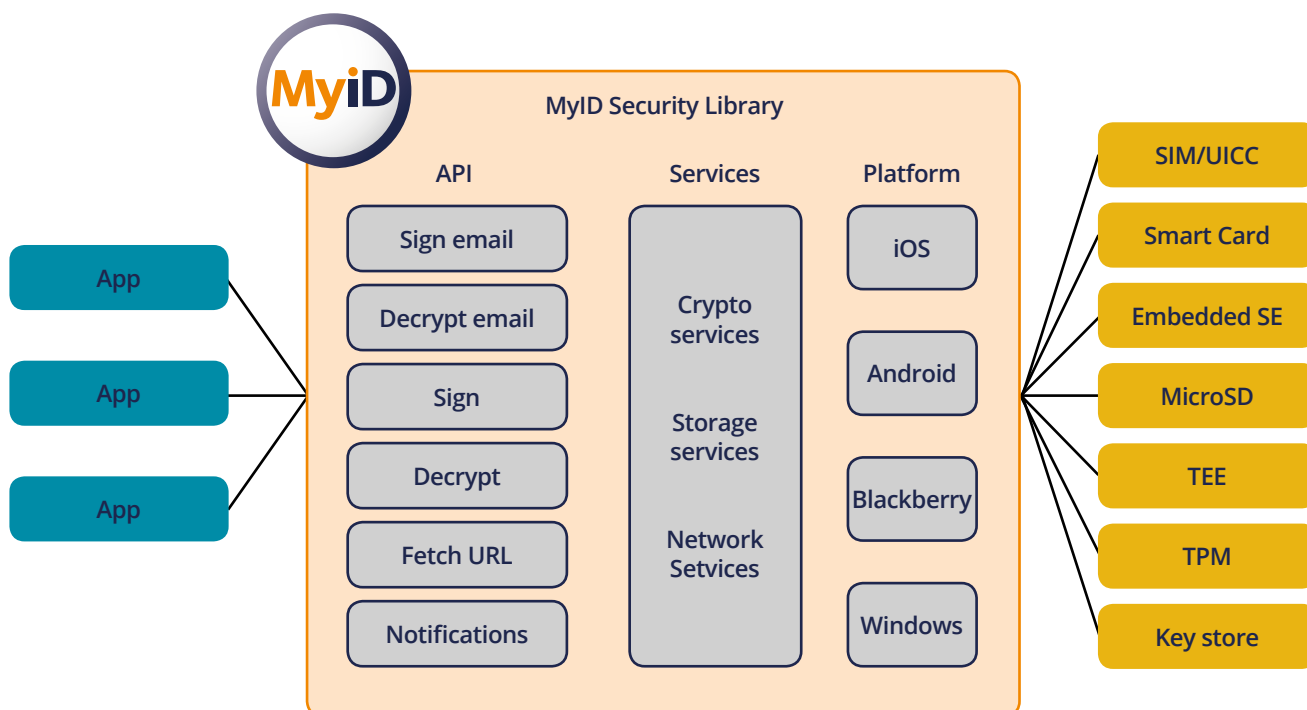 MyiD
MyID Security Library
API
Services
Platform
App
App
App
Sign email
Decrypt email
Sign
Decrypt
Fetch URL
Notifications
Crypto
services
Storage
services
Network
Setvices
iOS
Android
Blackberry
Windows
SIM/UICC
Smart Card
Embedded SE
MicroSD
TEE
TPM
Key store